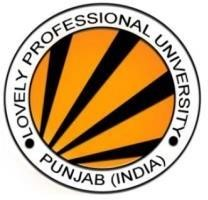 LOVELY PROFESSIONAL UNIVERSITY
PUNJAB (INDIA)